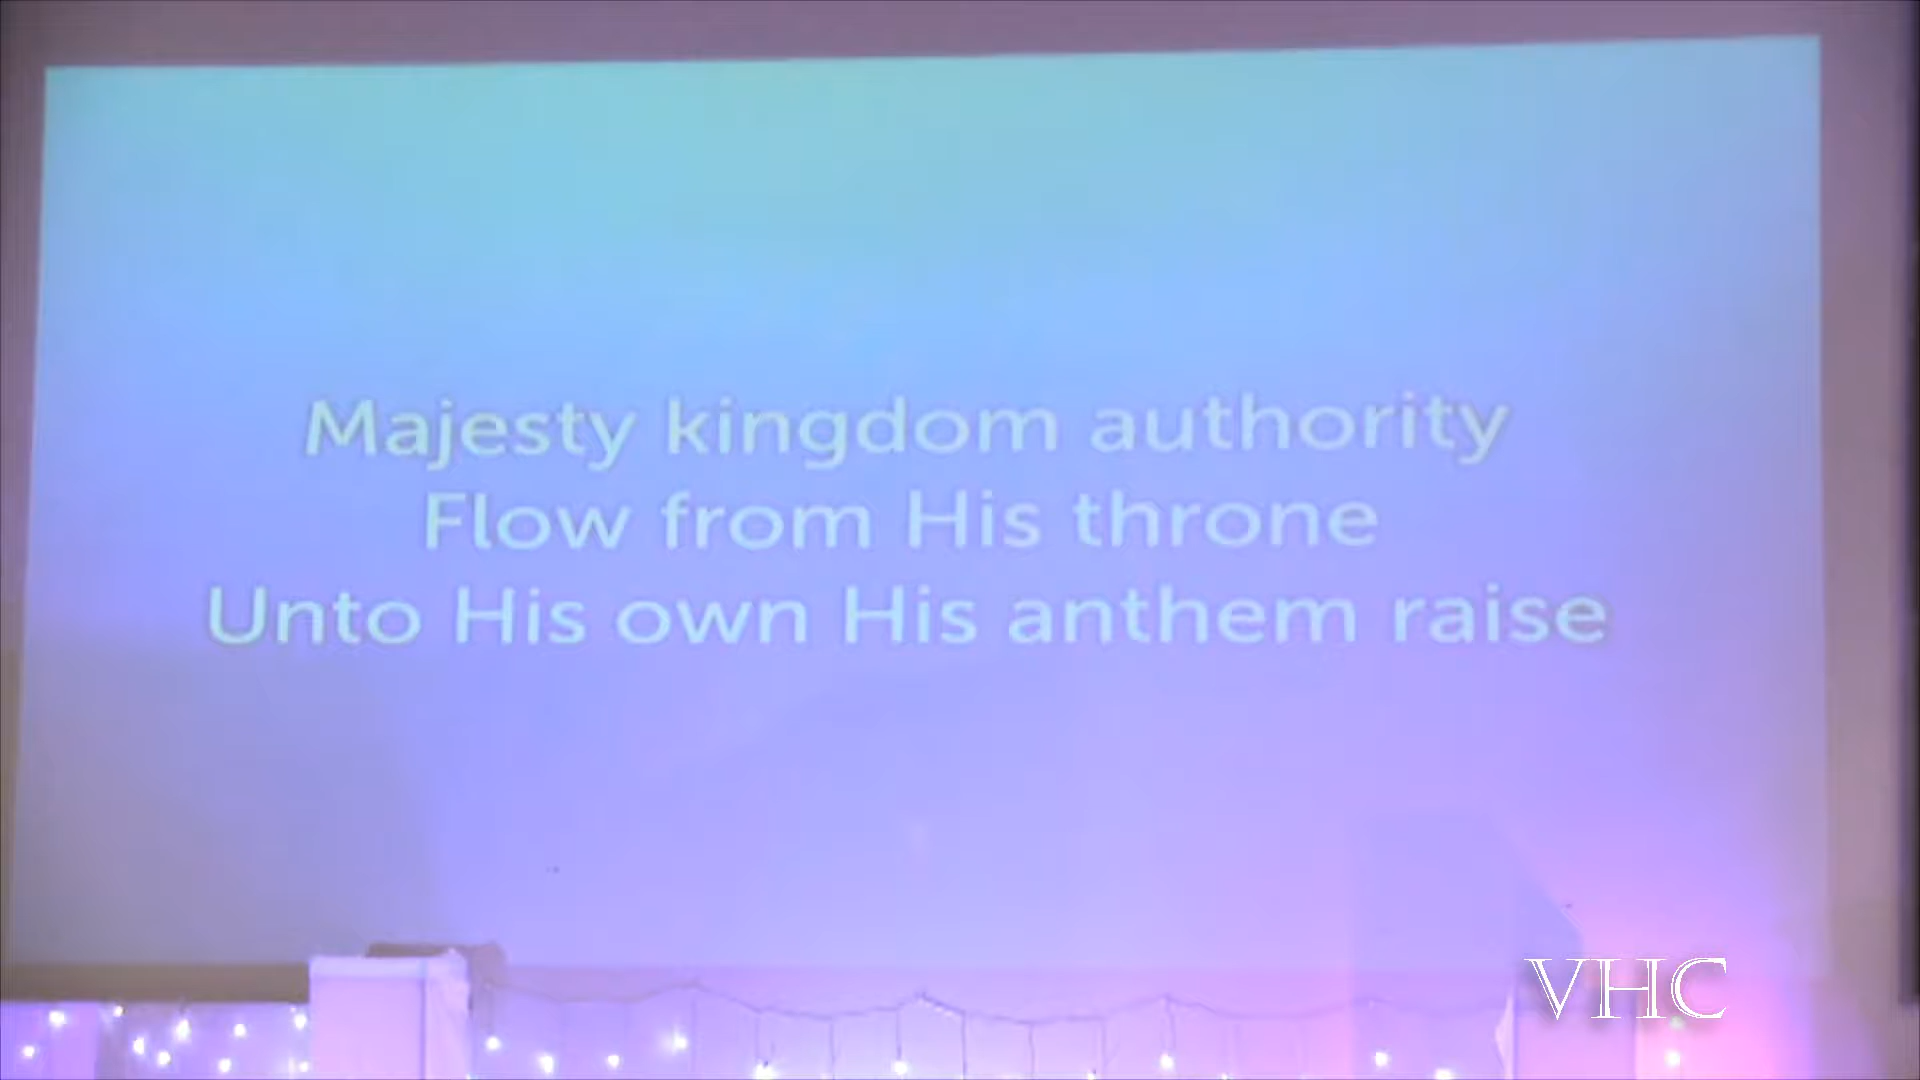 Majesty kingdom authority
Flow from His throne
Unto His own His anthem raise
VHC